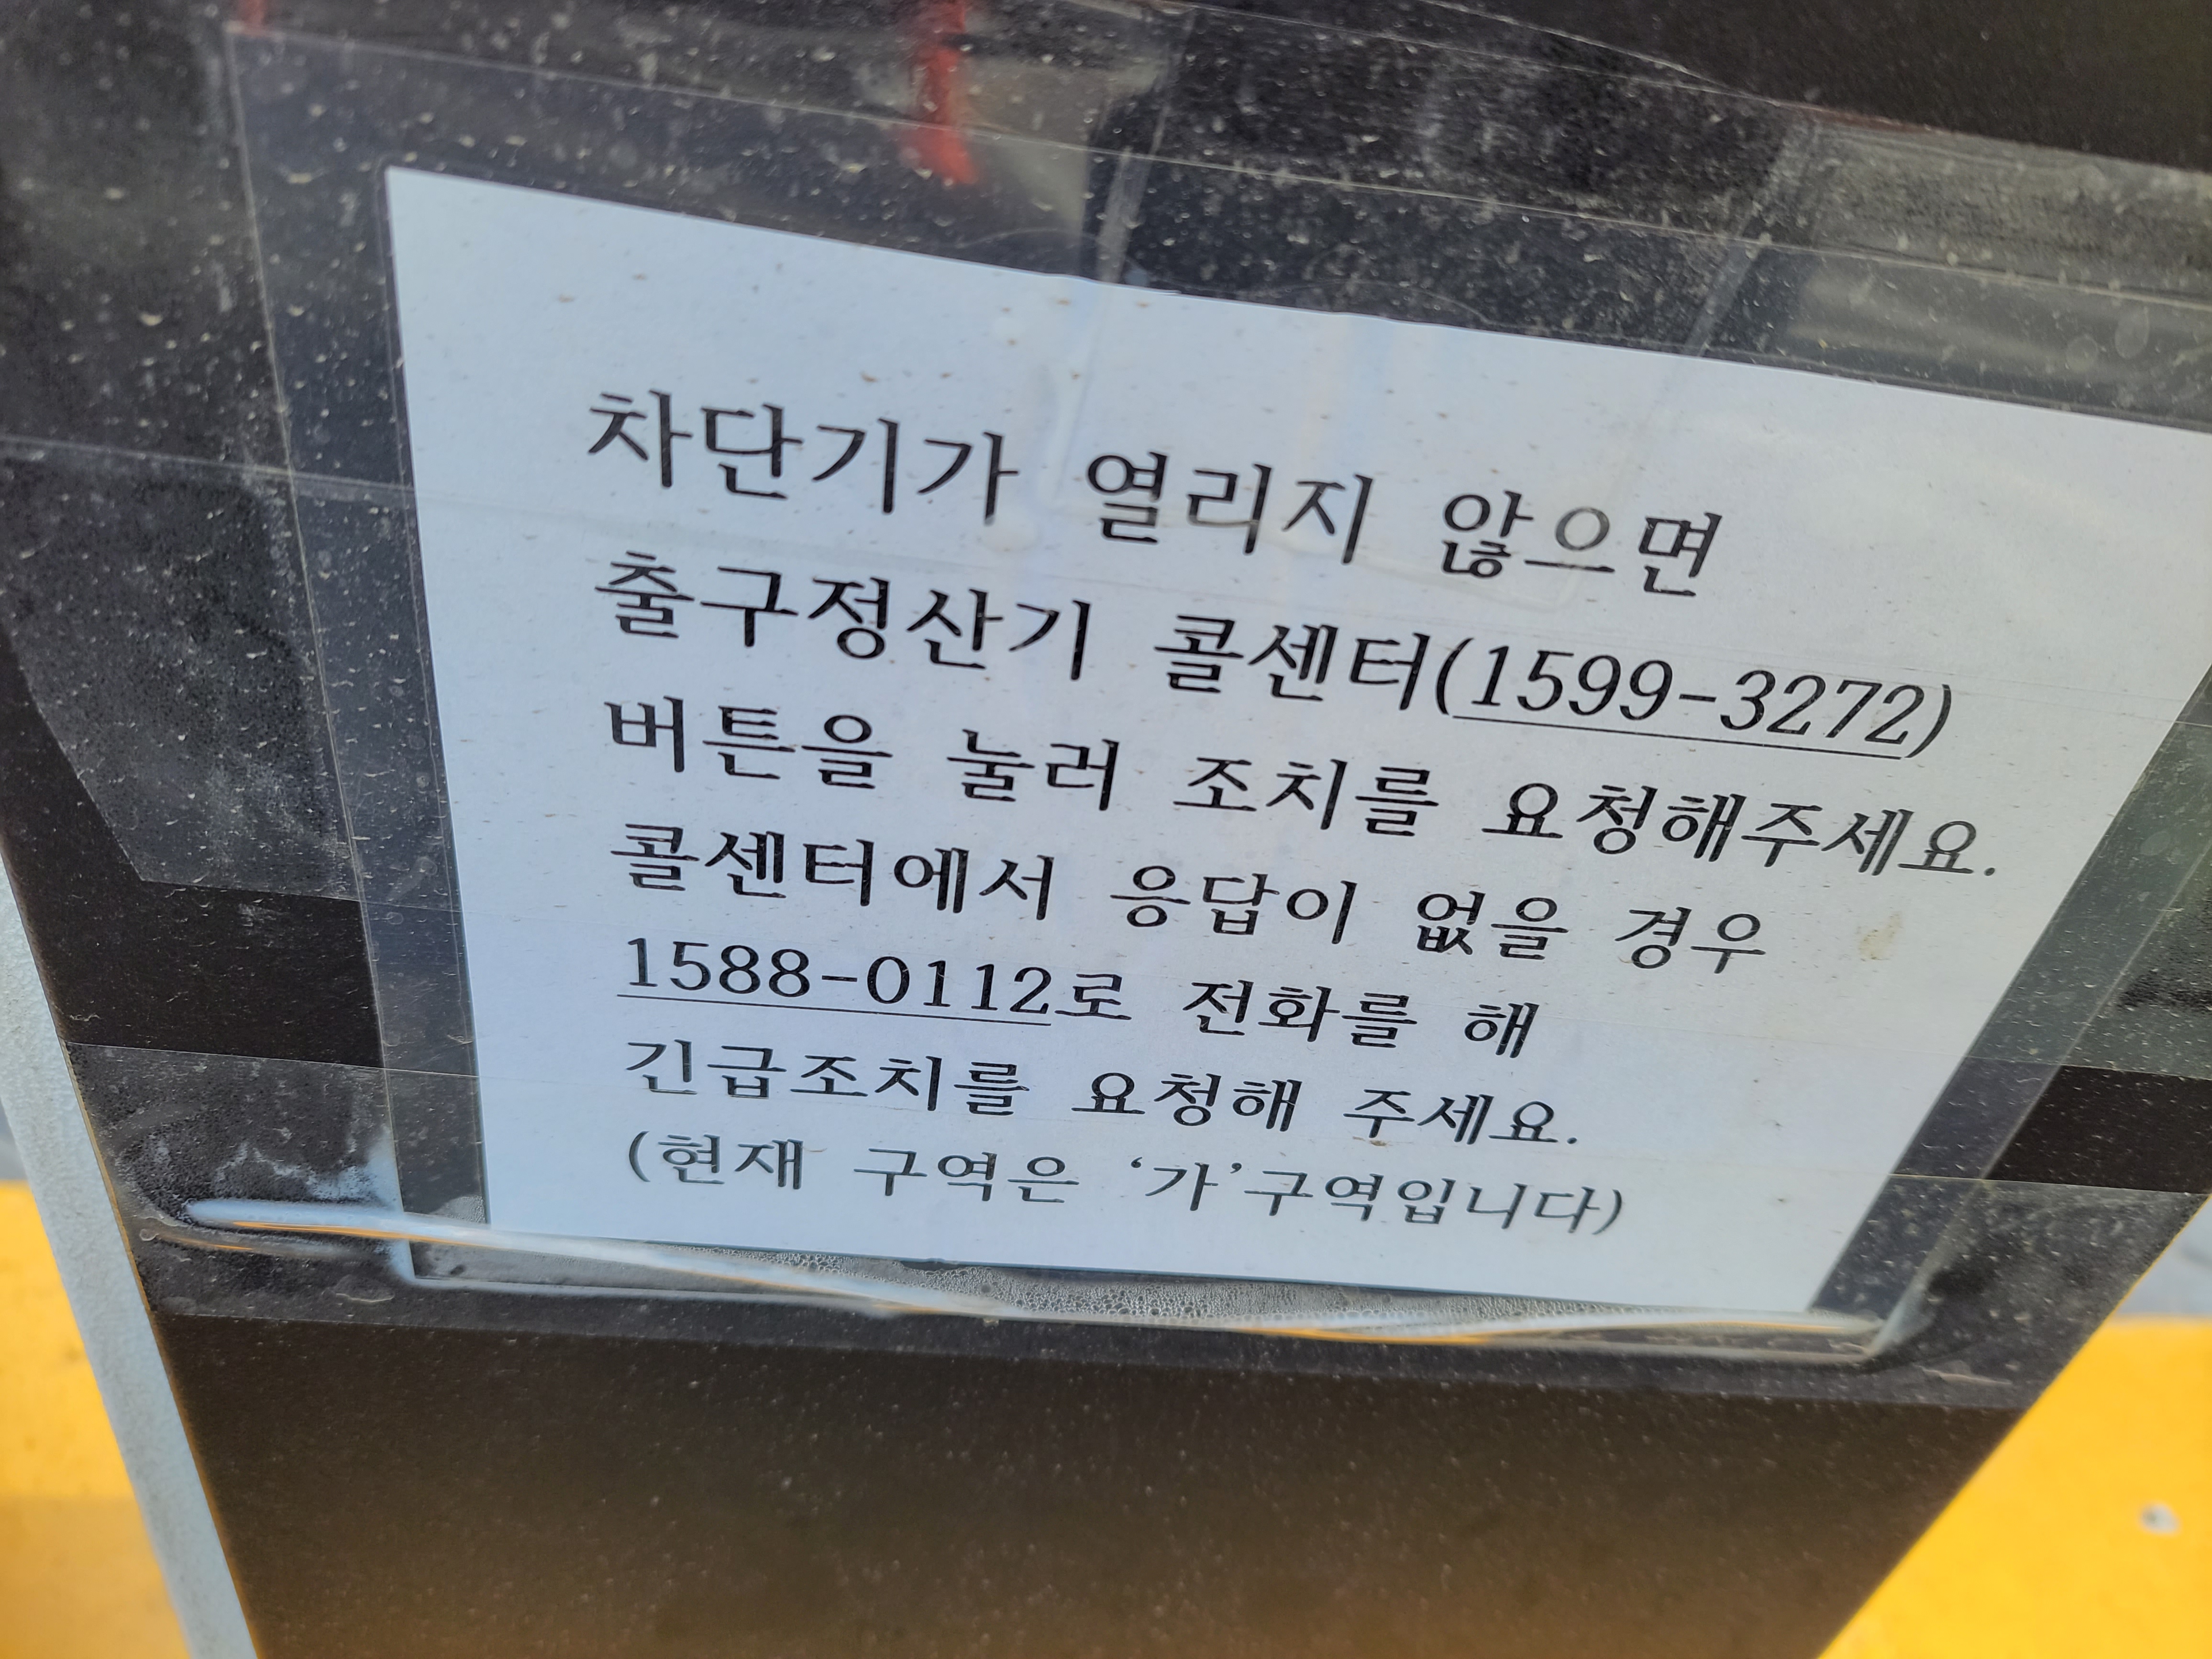 차단기가 열리지 않으면
출구정산기 콜센터(1599-3272)
버튼을 눌러 조치를 요청해주세요.
콜센터에서 응답이 없을 경우
1588-0112로 전화를 해
긴급조치를 요청해 주세요.
(현재 구역은 ‘가’구역입니다)